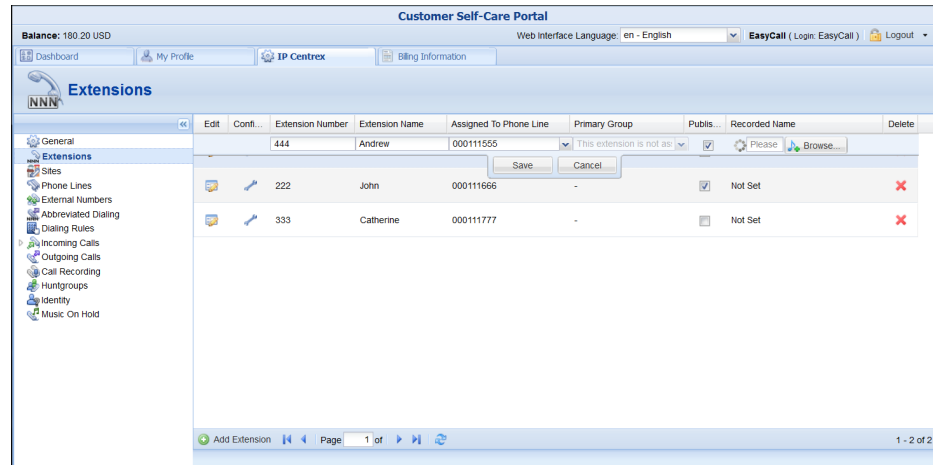 Customer Self-Care Portal
Balance: 180.20 USD Web Interface Language: en - English EasyCall ( Login: EasyCall ) Logout
Dashboard My Profile IP Centrex Billing Information
NNN Extensions
Edit Confi... Extension Number Extension Name Assigned To Phone Line Primary Group Publis... Recorded Name Delete
General
Extensions
Sites
Phone Lines
External Numbers
Abbreviated Dialing
Dialing Rules
Incoming Calls
Outgoing Calls
Call Recording
Huntgroups
Identity
Music On Hold
444 Andrew 000111555 This extension is not as Please Browse...
Save Cancel
222 John 000111666 - Not Set
333 Catherine 000111777 - Not Set
Add Extension Page 1 of 1 - 2 of 2